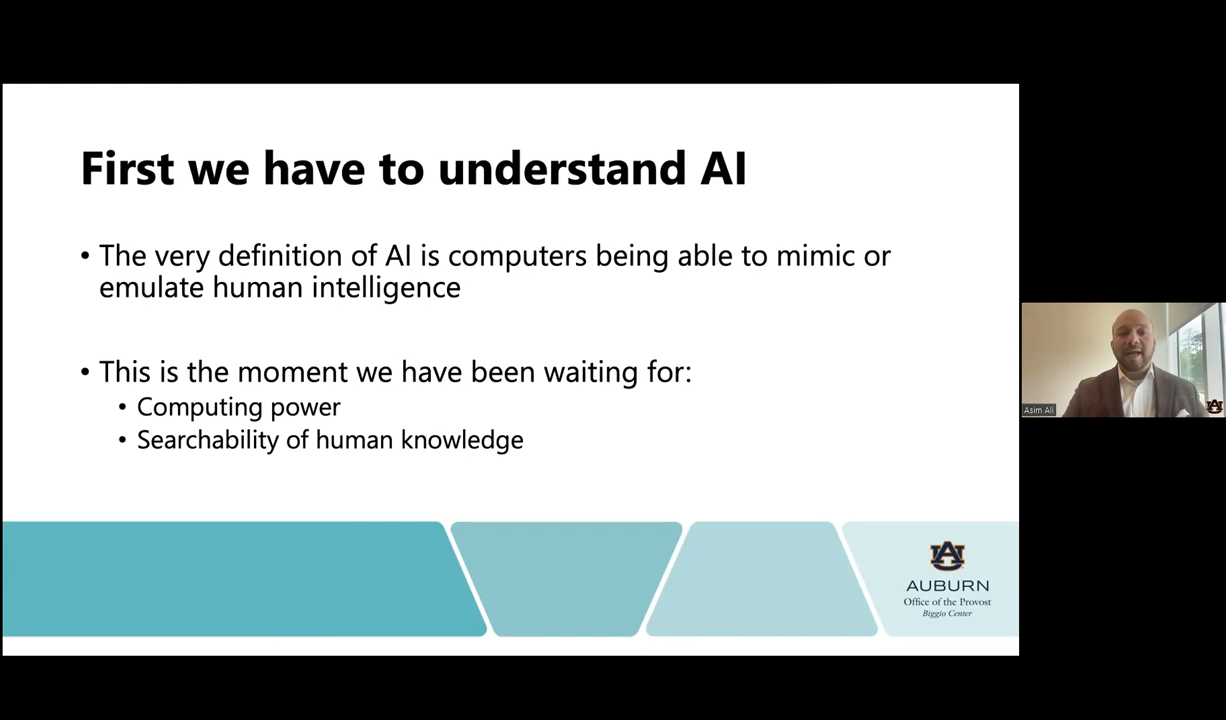 First we have to understand AI
• The very definition of AI is computers being able to mimic or
emulate human intelligence
• This is the moment we have been waiting for:
• Computing power
• Searchability of human knowledge
AUBURN
Office of the Provost
Biggio Center
Asim Ali